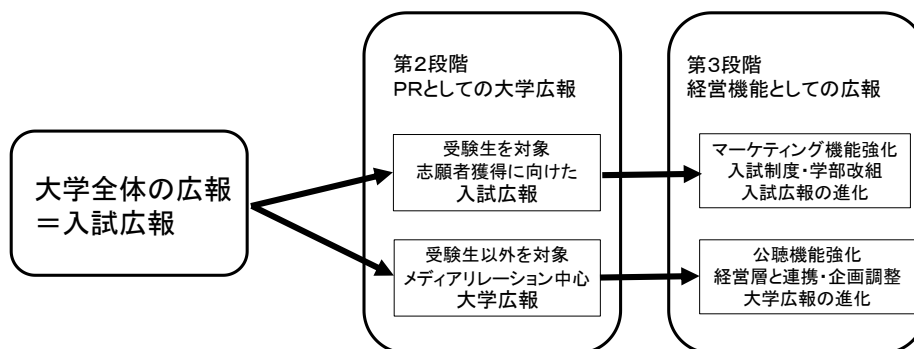 大学全体の広報
＝入試広報
第２段階
PRとしての大学広報
受験生を対象
志願者獲得に向けた
入試広報
受験生以外を対象
メディアリレーション中心
大学広報
第３段階
経営機能としての広報
マーケティング機能強化
入試制度・学部改組
入試広報の進化
公聴機能強化
経営層と連携・企画調整
大学広報の進化